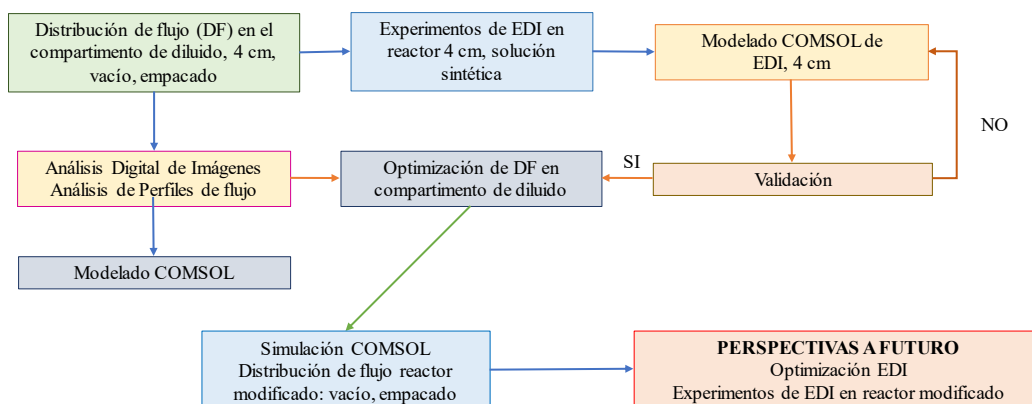 Distribución de flujo (DF) en el
compartimento de diluido, 4 cm,
vacío, empacado
Experimentos de EDI en
reactor 4 cm, solución
sintética
Modelado COMSOL de
EDI, 4 cm
NO
Análisis Digital de Imágenes
Análisis de Perfiles de flujo
Optimización de DF en
compartimento de diluido
SI
Validación
Modelado COMSOL
Simulación COMSOL
Distribución de flujo reactor
modificado: vacío, empacado
PERSPECTIVAS A FUTURO
Optimización EDI
Experimentos de EDI en reactor modificado